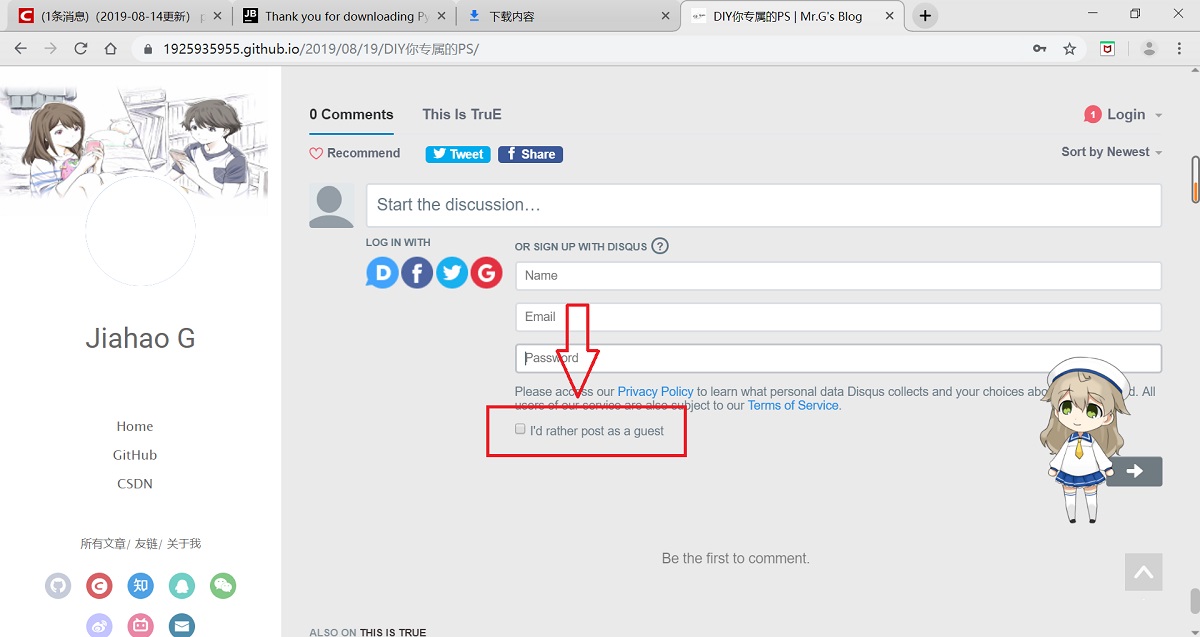 (1条消息) (2019-08-14更新)
JB
Thank you for downloading Py
下载内容
DIY你专属的PS | Mr.G's Blog
1925935955.github.io/2019/08/19/DIY你专属的PS/
0 Comments
This Is TruE
1 Login
Recommend
Tweet
Share
Sort by Newest
Start the discussion…
LOG IN WITH
OR SIGN UP WITH DISQUS ?
Name
Email
Password
Please access our Privacy Policy to learn what personal data Disqus collects and your choices d. All
users of our service are also subject to our Terms of Service.
I'd rather post as a guest
Be the first to comment.
ALSO ON THIS IS TRUE
Jiahao G
Home
GitHub
CSDN
所有文章/ 友链/ 关于我
知